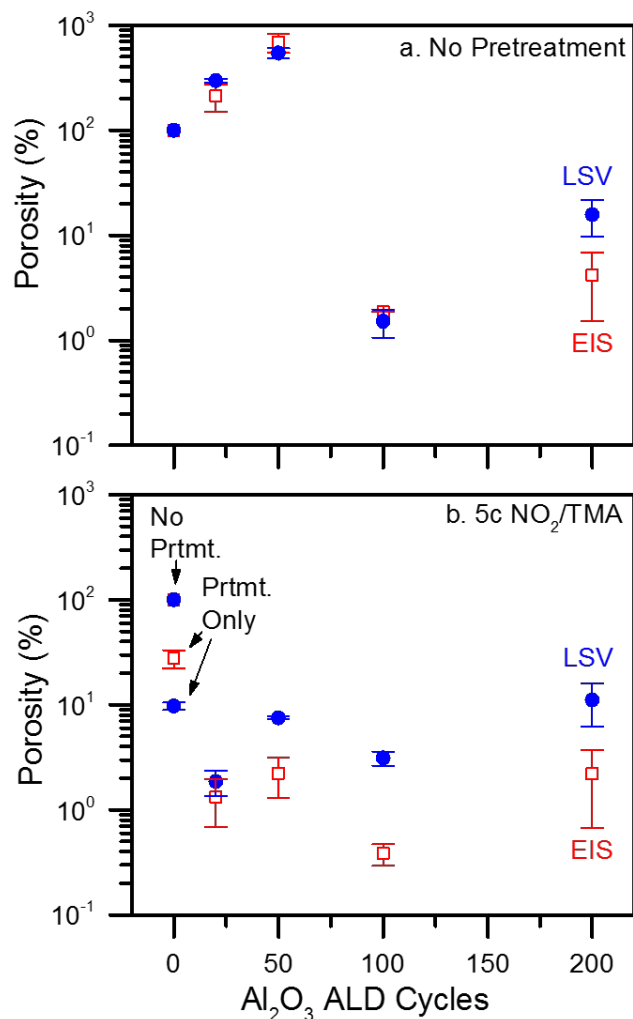 10³
a. No Pretreatment
10²
LSV
10¹
10⁰
EIS
10⁻¹
Porosity (%)
10³
b. 5c NO₂/TMA
No
Prtmt.
Prtmt.
Only
10²
10¹
LSV
10⁰
EIS
10⁻¹
Porosity (%)
0 50 100 150 200
Al₂O₃ ALD Cycles